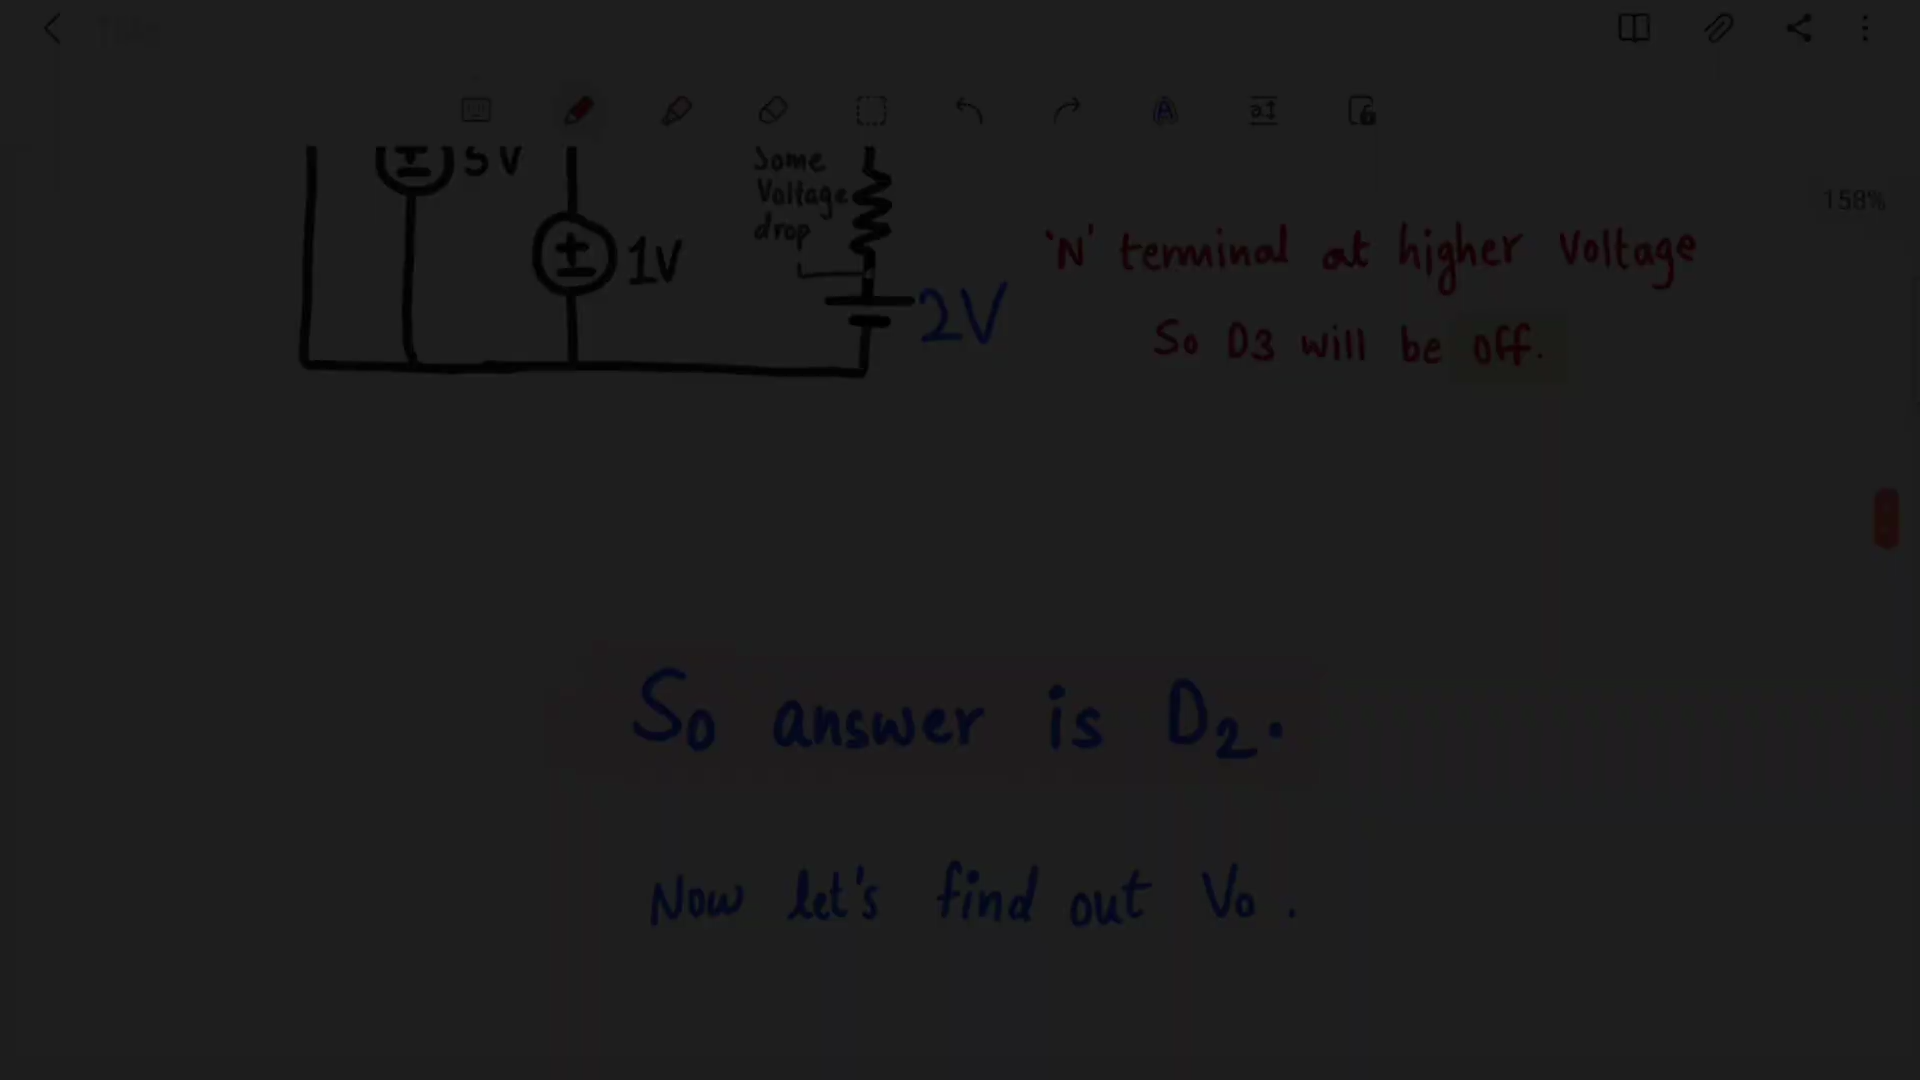 158%
5V
Some
Voltage
drop
1V
2V
'N' terminal at higher Voltage
So D3 will be off.
So answer is D2.
Now let's find out Vo.